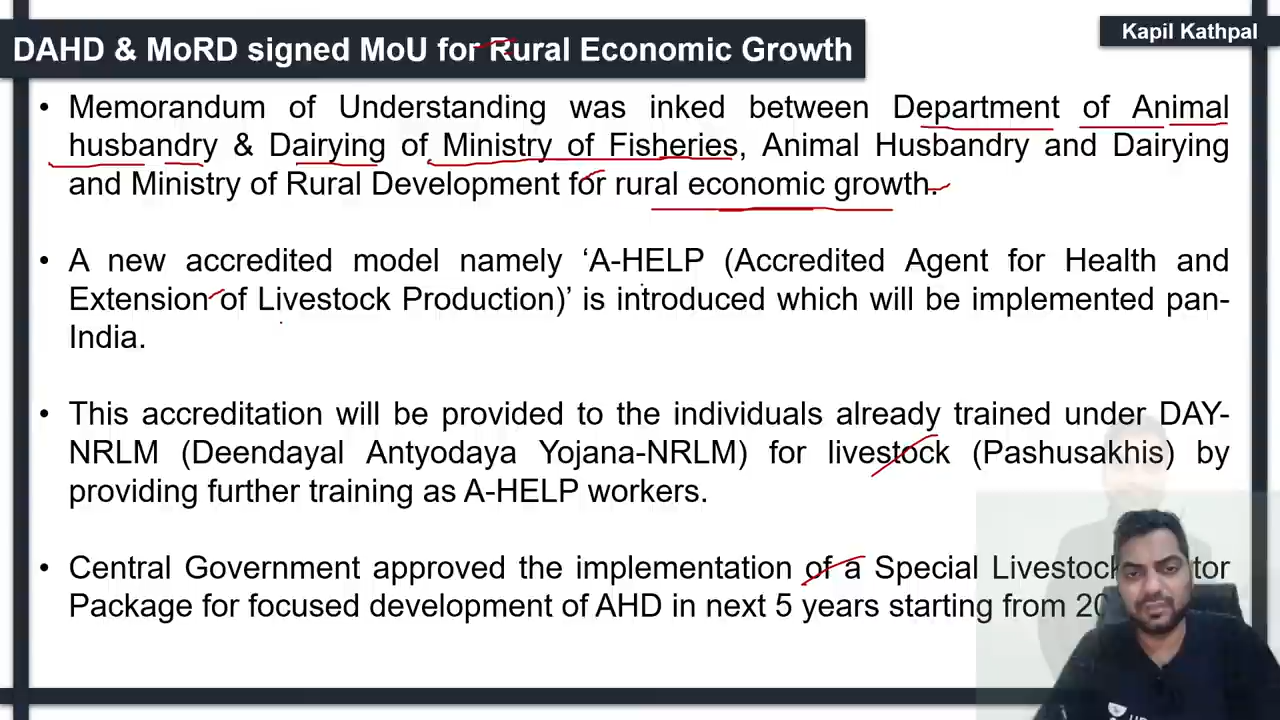 DAHD & MoRD signed MoU for Rural Economic Growth
Kapil Kathpal
• Memorandum of Understanding was inked between Department of Animal
husbandry & Dairying of Ministry of Fisheries, Animal Husbandry and Dairying
and Ministry of Rural Development for rural economic growth.
• A new accredited model namely ‘A-HELP (Accredited Agent for Health and
Extension of Livestock Production)’ is introduced which will be implemented pan-
India.
• This accreditation will be provided to the individuals already trained under DAY-
NRLM (Deendayal Antyodaya Yojana-NRLM) for livestock (Pashusakhis) by
providing further training as A-HELP workers.
• Central Government approved the implementation of a Special Livestock
Package for focused development of AHD in next 5 years starting from